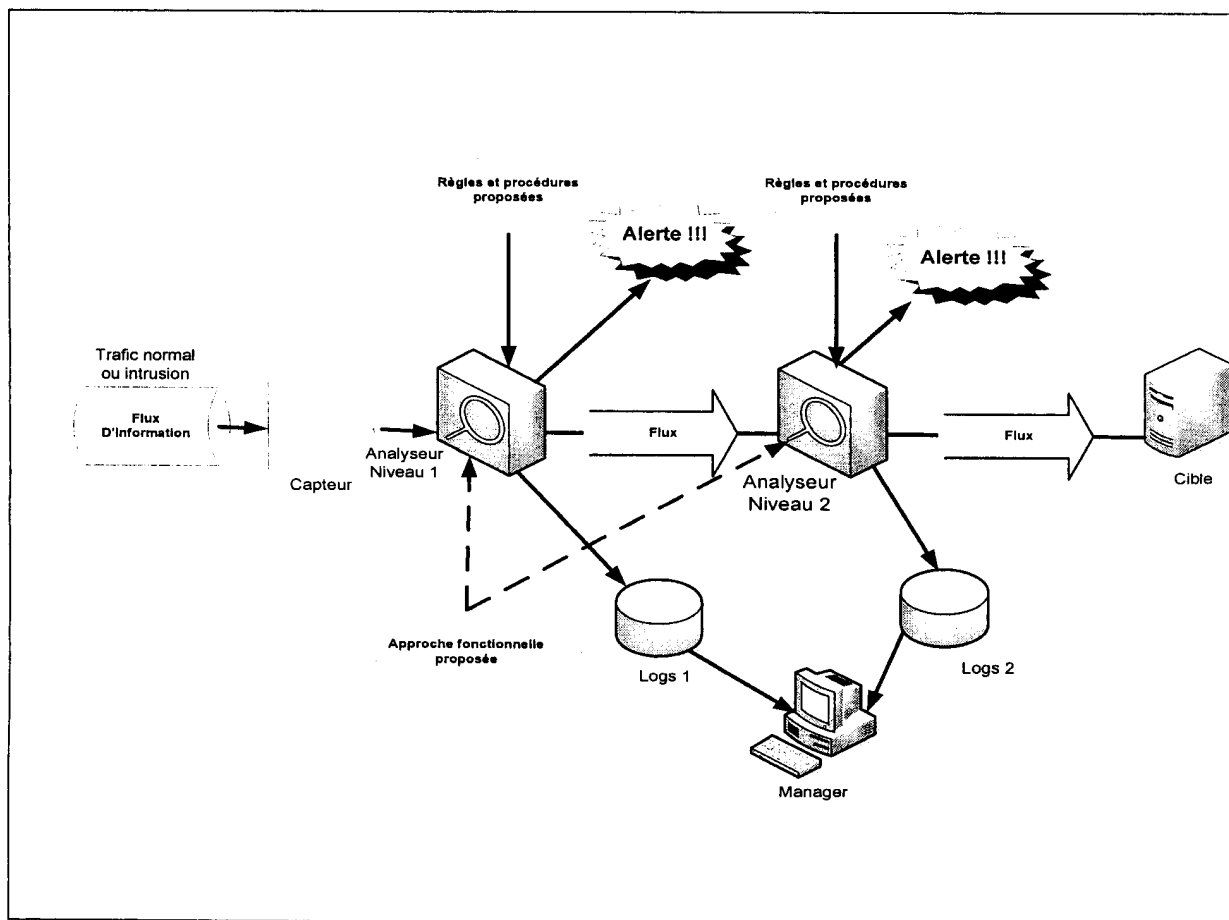 Règles et procédures
proposées
Règles et procédures
proposées
Alerte !!!
Alerte !!!
Trafic normal
ou intrusion
Flux
D'Information
Capteur
Analyseur
Niveau 1
Flux
Analyseur
Niveau 2
Flux
Cible
Approche fonctionnelle
proposée
Logs 1
Logs 2
Manager